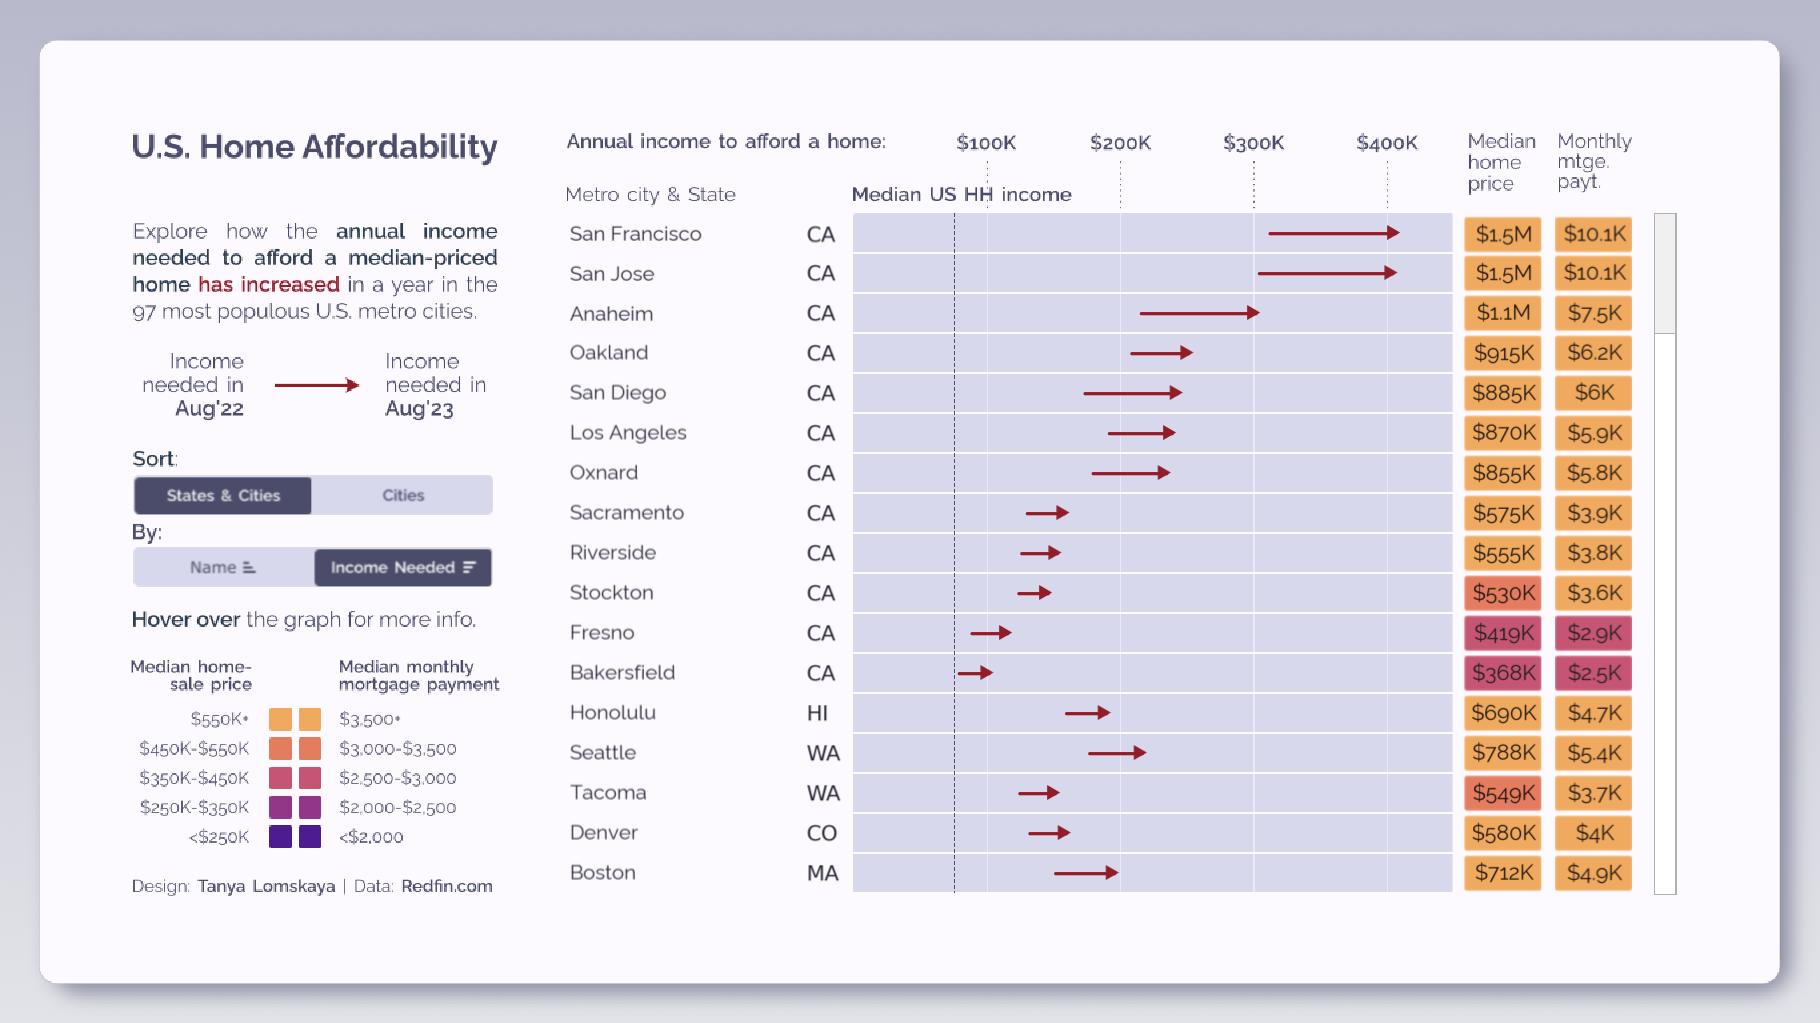 U.S. Home Affordability
Explore how the annual income
needed to afford a median-priced
home has increased in a year in the
97 most populous U.S. metro cities.
Income
needed in
Aug'22
Income
needed in
Aug'23
Sort:
States & Cities
Cities
By:
Name
Income Needed
Hover over the graph for more info.
Median home-
sale price
Median monthly
mortgage payment
$550K+ $3,500+
$450K-$550K $3,000-$3,500
$350K-$450K $2,500-$3,000
$250K-$350K $2,000-$2,500
<$250K <$2,000
Design: Tanya Lomskaya | Data: Redfin.com
Annual income to afford a home: $100K $200K $300K $400K
Median
home
price
Monthly
mtge.
payt.
Metro city & State Median US HH income
San Francisco CA $1.5M $10.1K
San Jose CA $1.5M $10.1K
Anaheim CA $1.1M $7.5K
Oakland CA $915K $6.2K
San Diego CA $885K $6K
Los Angeles CA $870K $5.9K
Oxnard CA $855K $5.8K
Sacramento CA $575K $3.9K
Riverside CA $555K $3.8K
Stockton CA $530K $3.6K
Fresno CA $419K $2.9K
Bakersfield CA $368K $2.5K
Honolulu HI $690K $4.7K
Seattle WA $788K $5.4K
Tacoma WA $549K $3.7K
Denver CO $580K $4K
Boston MA $712K $4.9K